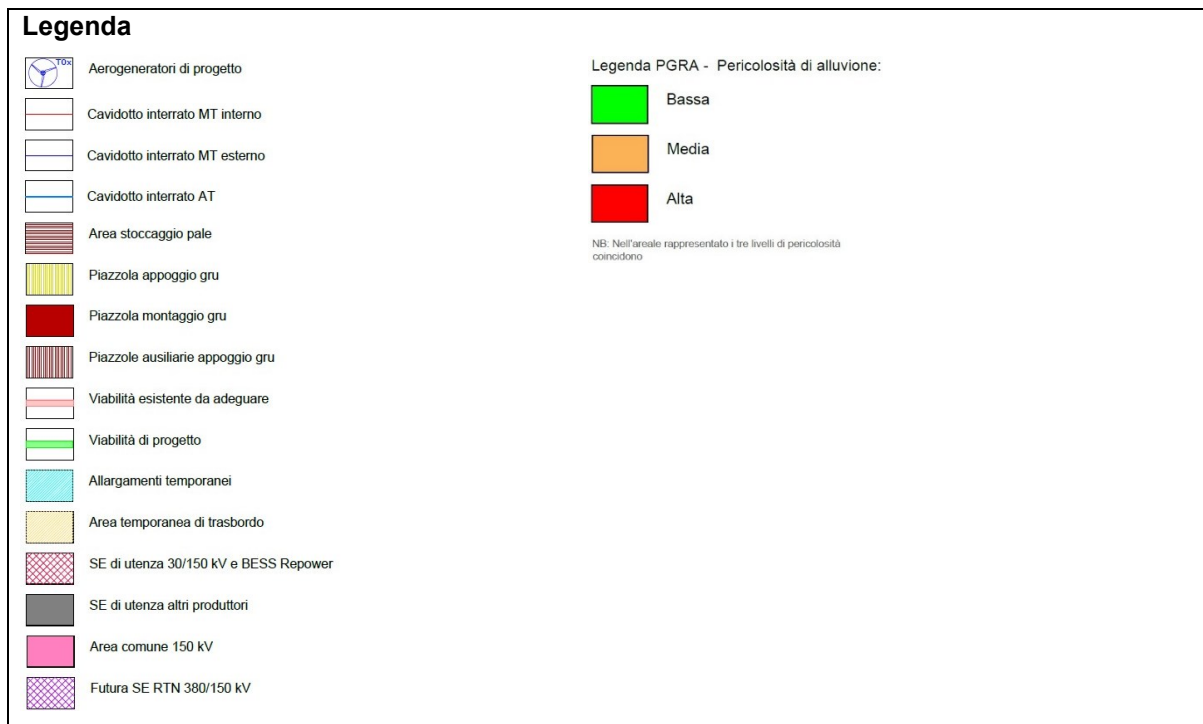 Legenda
T0x
Aerogeneratori di progetto
Cavidotto interrato MT interno
Cavidotto interrato MT esterno
Cavidotto interrato AT
Area stoccaggio pale
Piazzola appoggio gru
Piazzola montaggio gru
Piazzole ausiliarie appoggio gru
Viabilità esistente da adeguare
Viabilità di progetto
Allargamenti temporanei
Area temporanea di trasbordo
SE di utenza 30/150 kV e BESS Repower
SE di utenza altri produttori
Area comune 150 kV
Futura SE RTN 380/150 kV
Legenda PGRA - Pericolosità di alluvione:
Bassa
Media
Alta
NB: Nell'areale rappresentato i tre livelli di pericolosità
coincidono